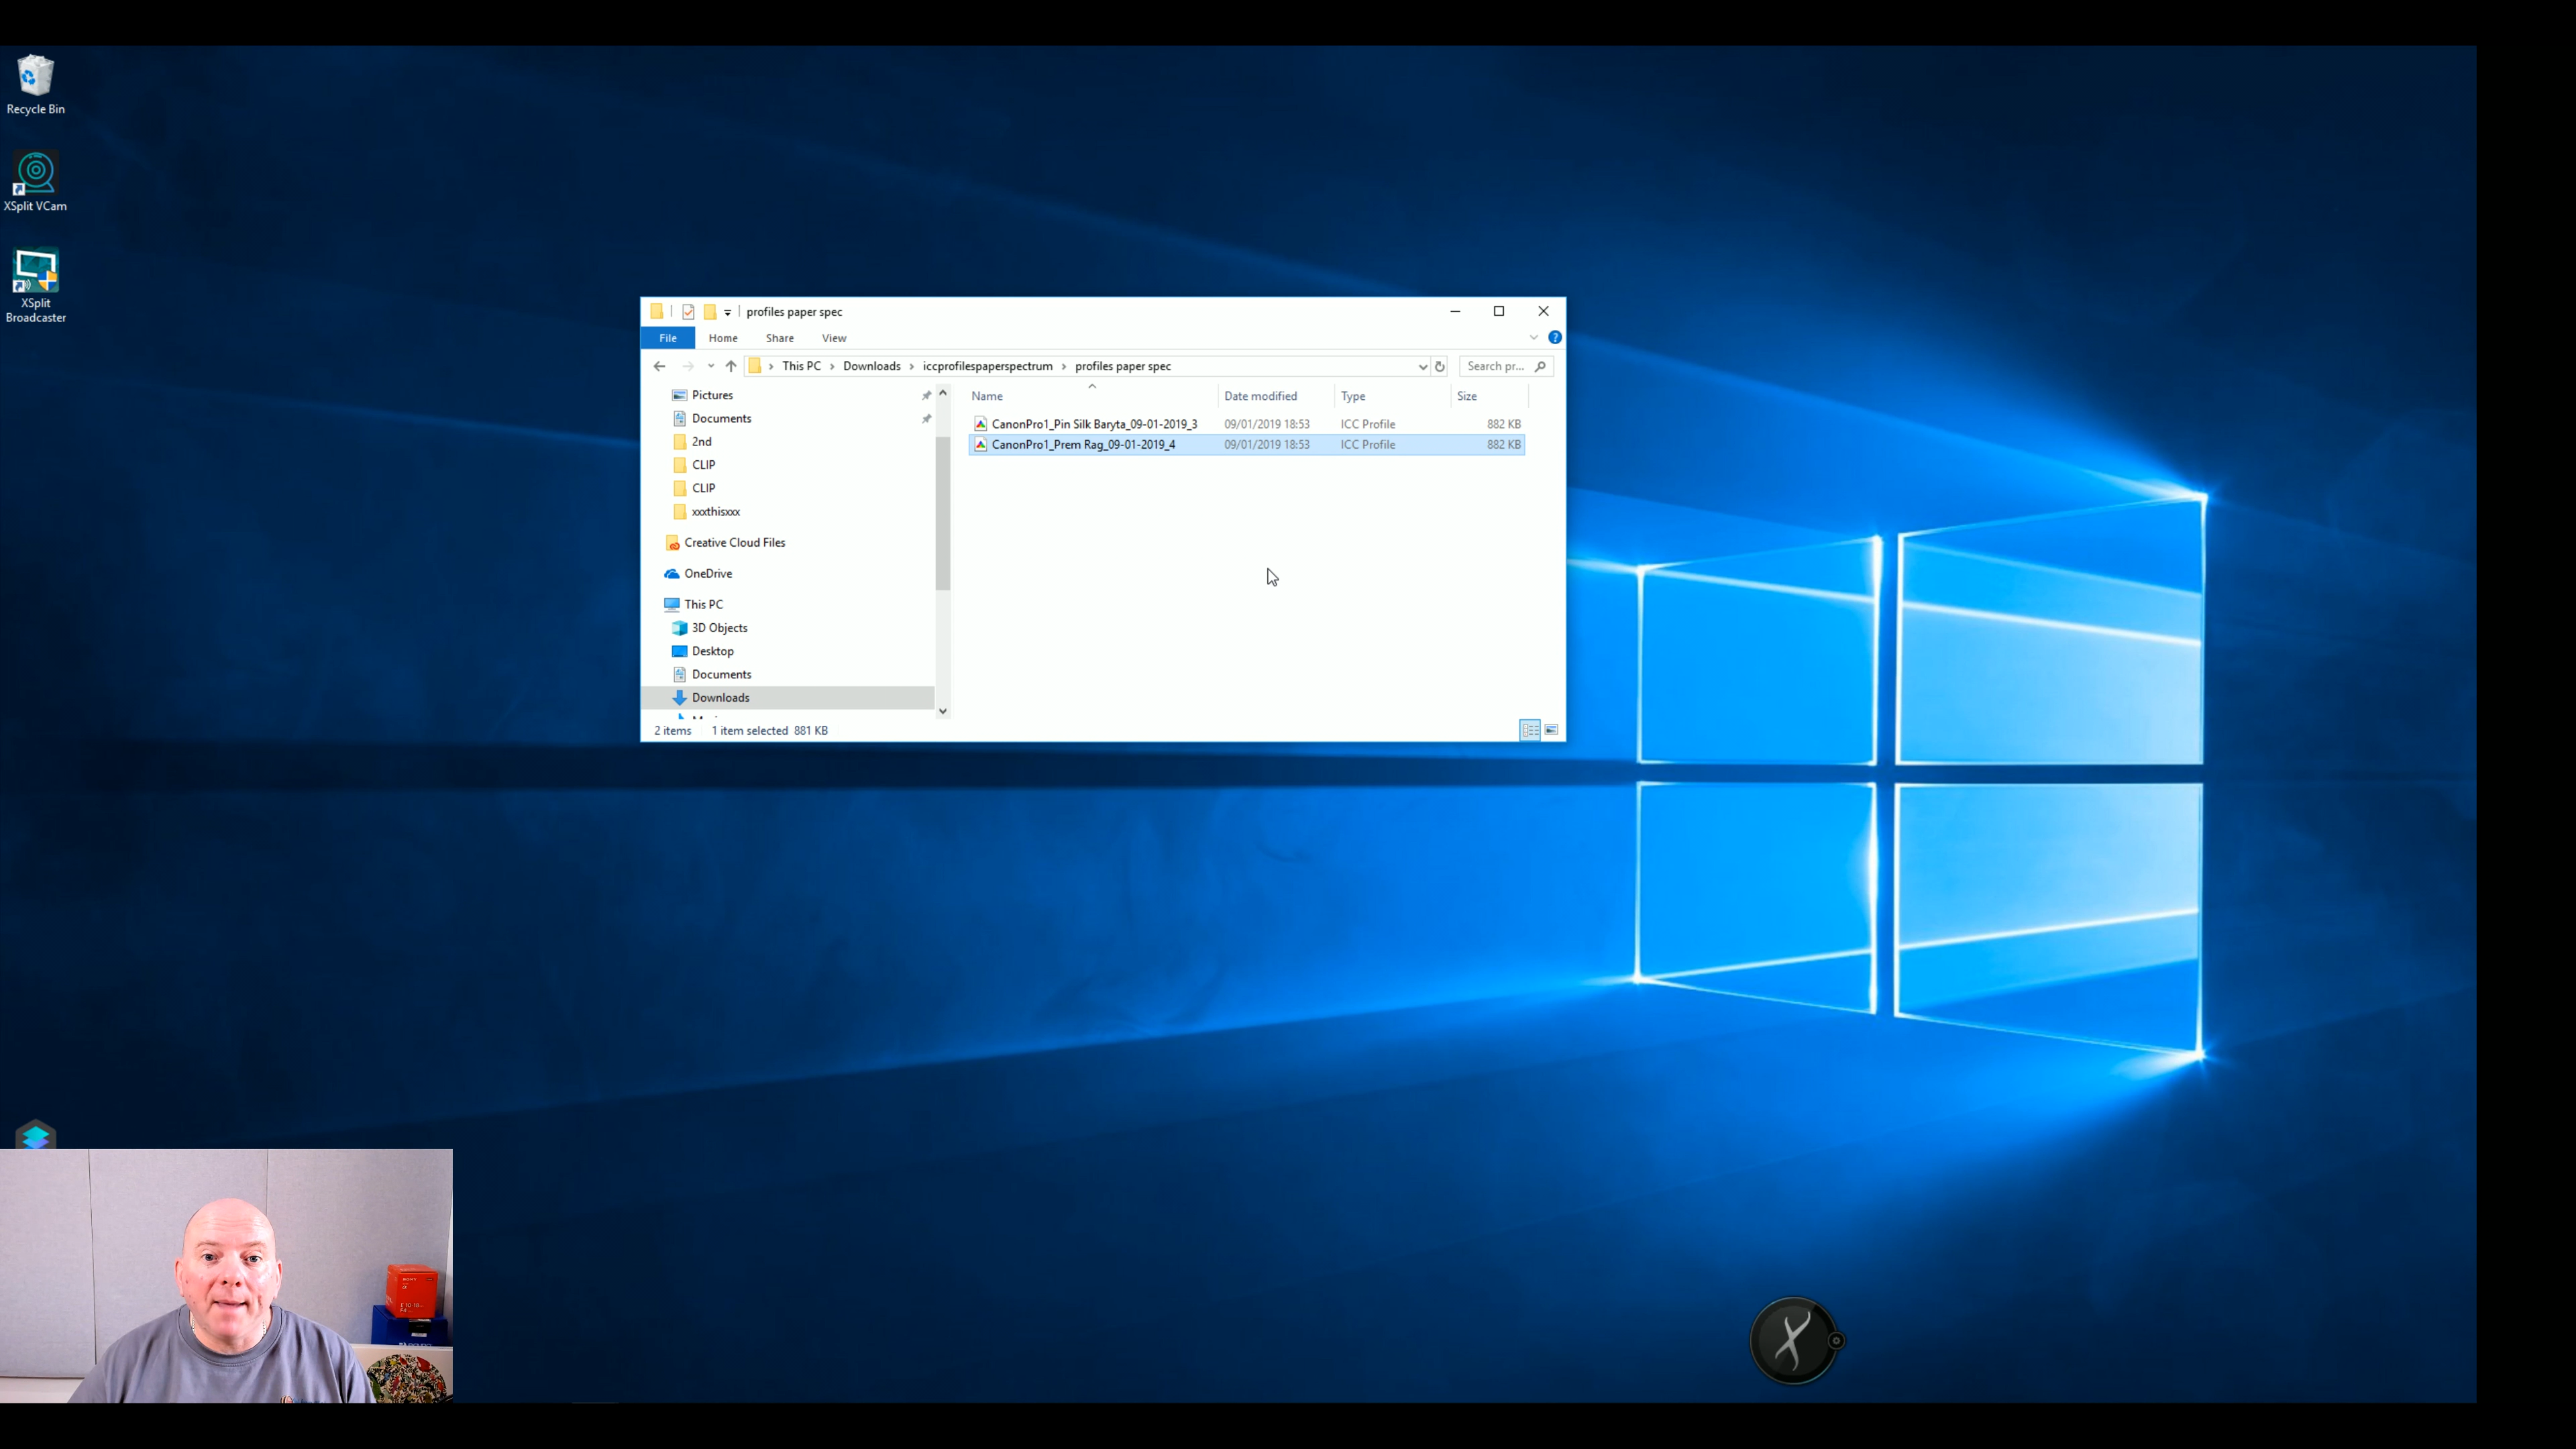 Recycle Bin
XSplit VCam
XSplit
Broadcaster
profiles paper spec
File Home Share View
This PC › Downloads › iccprofilespaperspectrum › profiles paper spec
Search pr...
Name Date modified Type Size
CanonPro1_Pin Silk Baryta_09-01-2019_3 09/01/2019 18:53 ICC Profile 882 KB
CanonPro1_Prem Rag_09-01-2019_4 09/01/2019 18:53 ICC Profile 882 KB
Pictures
Documents
2nd
CLIP
CLIP
xxxthisxxx
Creative Cloud Files
OneDrive
This PC
3D Objects
Desktop
Documents
Downloads
2 items 1 item selected 881 KB
SONY